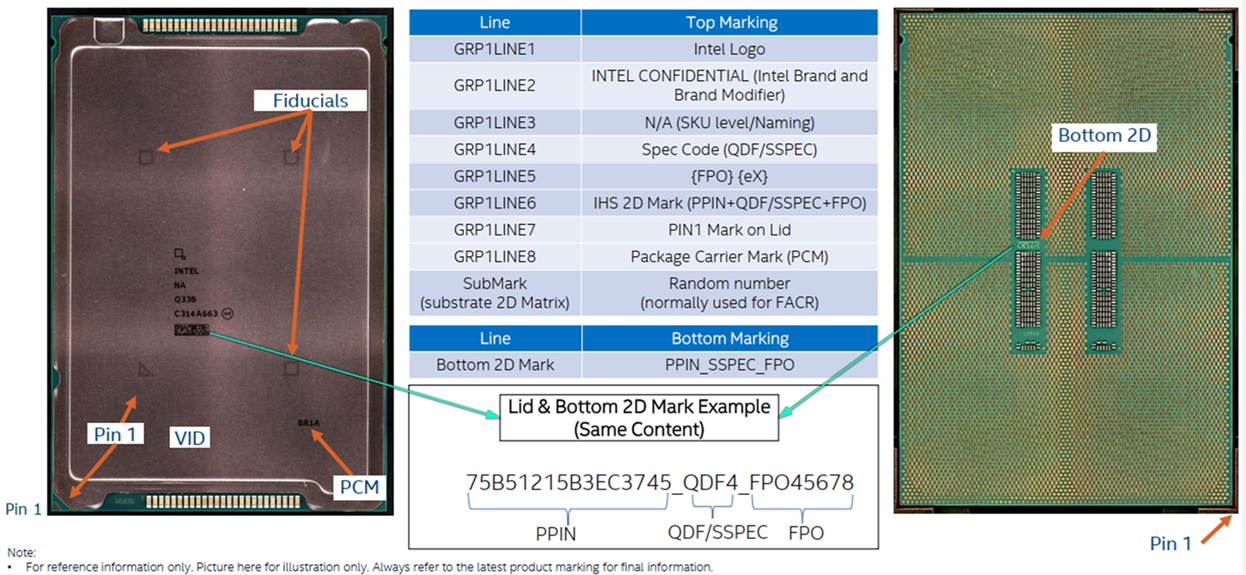 Fiducials
INTEL
NA
Q33B
C314A663
BR1A
Pin 1
VID
PCM
Pin 1
Line Top Marking
GRP1LINE1 Intel Logo
GRP1LINE2 INTEL CONFIDENTIAL (Intel Brand and
Brand Modifier)
GRP1LINE3 N/A (SKU level/Naming)
GRP1LINE4 Spec Code (QDF/SSPEC)
GRP1LINE5 {FPO} {eX}
GRP1LINE6 IHS 2D Mark (PPIN+QDF/SSPEC+FPO)
GRP1LINE7 PIN1 Mark on Lid
GRP1LINE8 Package Carrier Mark (PCM)
SubMark Random number
(substrate 2D Matrix) (normally used for FACR)
Line Bottom Marking
Bottom 2D Mark PPIN_SSPEC_FPO
Lid & Bottom 2D Mark Example
(Same Content)
75B51215B3EC3745_QDF4_FPO45678
PPIN QDF/SSPEC FPO
Bottom 2D
Pin 1
Note:
• For reference information only. Picture here for illustration only. Always refer to the latest product marking for final information.